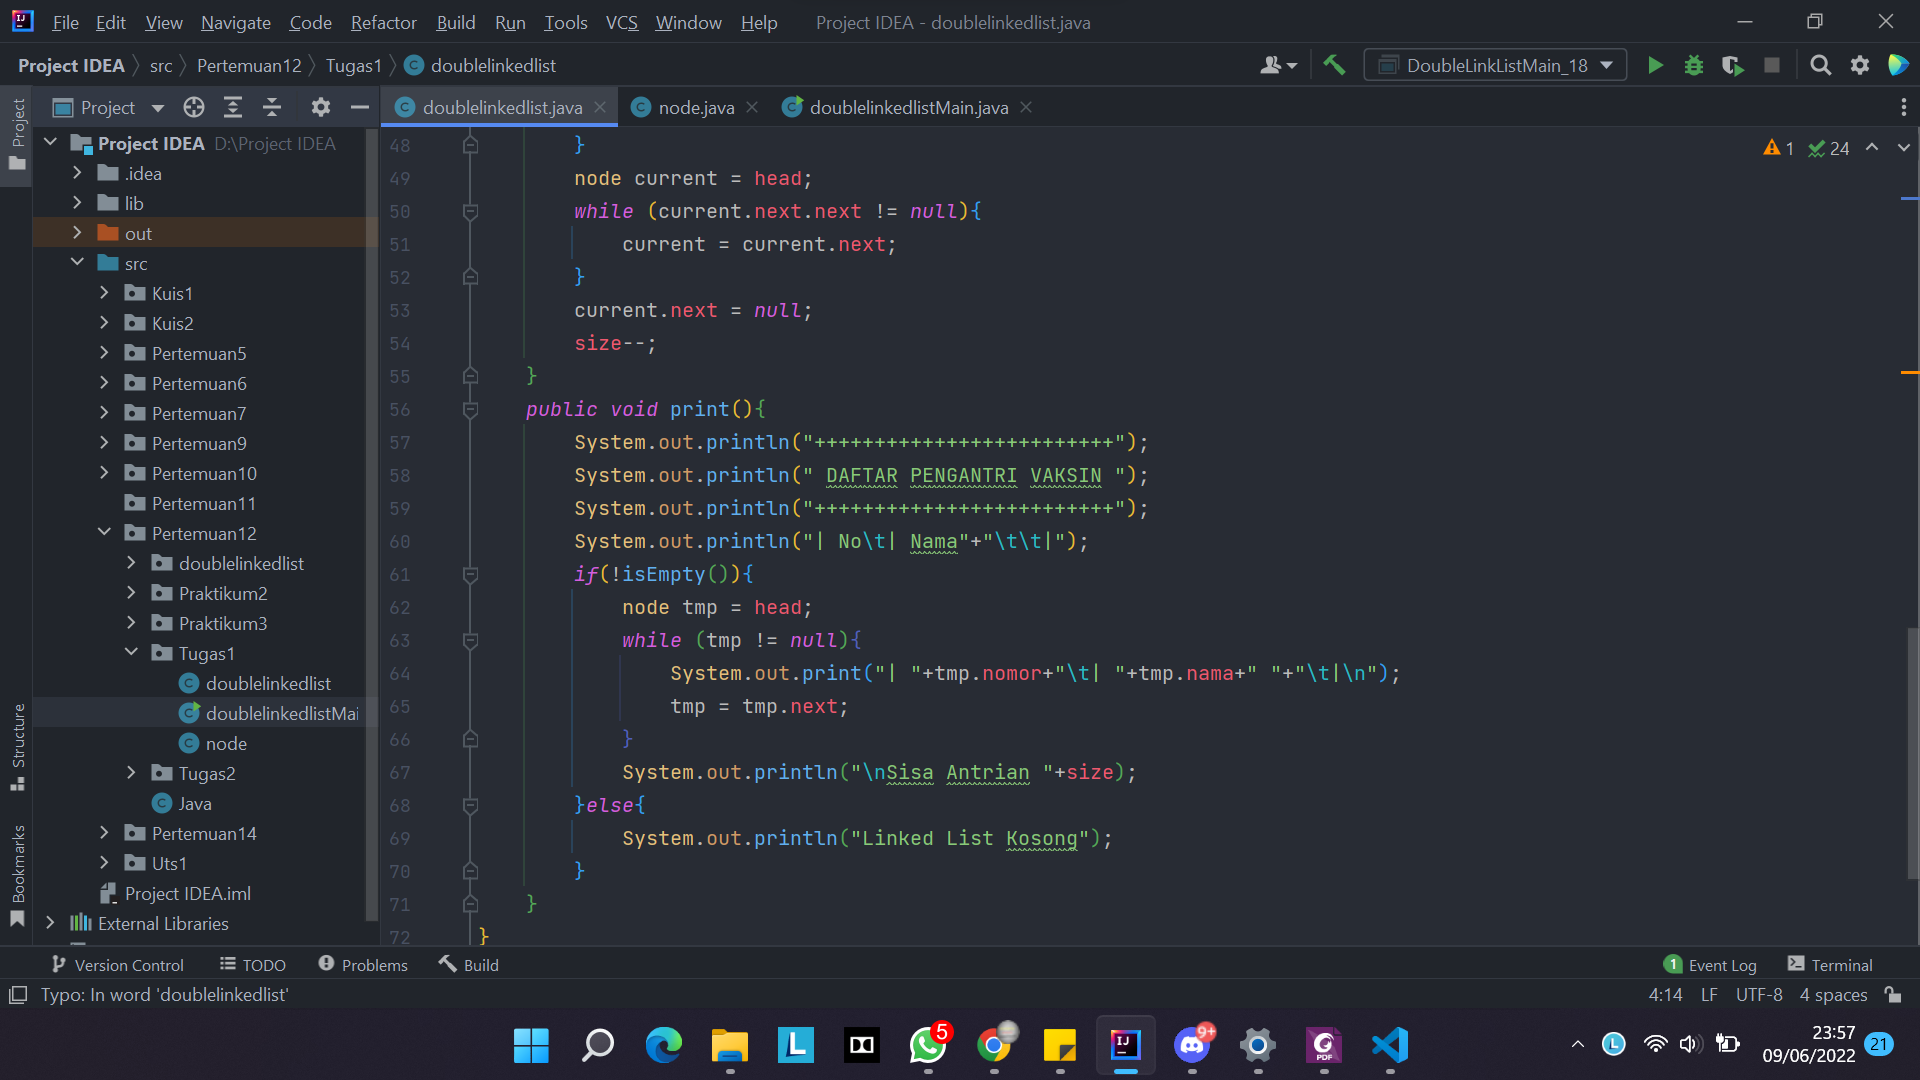 File Edit View Navigate Code Refactor Build Run Tools VCS Window Help Project IDEA - doublelinkedlist.java
Project IDEA src Pertemuan12 Tugas1 doublelinkedlist DoubleLinkListMain_18
Project doublelinkedlist.java node.java doublelinkedlistMain.java
Project
Project IDEA D:\Project IDEA
.idea
lib
out
src
Kuis1
Kuis2
Pertemuan5
Pertemuan6
Pertemuan7
Pertemuan9
Pertemuan10
Pertemuan11
Pertemuan12
doublelinkedlist
Praktikum2
Praktikum3
Tugas1
doublelinkedlist
doublelinkedlistMai
node
Tugas2
Java
Pertemuan14
Uts1
Project IDEA.iml
External Libraries
Structure
Bookmarks
1 24
48 }
49 node current = head;
50 while (current.next.next != null){
51 current = current.next;
52 }
53 current.next = null;
54 size--;
55 }
56 public void print(){
57 System.out.println("+++++++++++++++++++++++++");
58 System.out.println(" DAFTAR PENGANTRI VAKSIN ");
59 System.out.println("+++++++++++++++++++++++++");
60 System.out.println("| No\t| Nama"+"\t\t|");
61 if(!isEmpty()){
62 node tmp = head;
63 while (tmp != null){
64 System.out.print("| "+tmp.nomor+"\t| "+tmp.nama+" "+"\t|\n");
65 tmp = tmp.next;
66 }
67 System.out.println("\nSisa Antrian "+size);
68 }else{
69 System.out.println("Linked List Kosong");
70 }
71 }
72 }
Version Control TODO Problems Build 1 Event Log Terminal
Typo: In word 'doublelinkedlist' 4:14 LF UTF-8 4 spaces
23:57
09/06/2022 21
5
9+
IJ
L
PDF